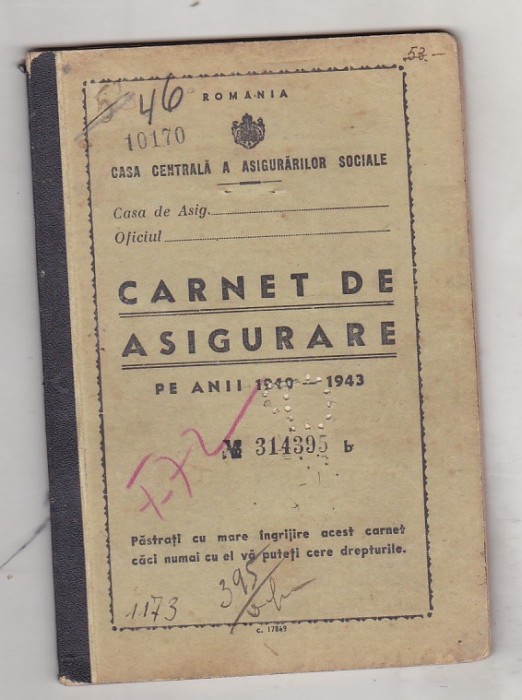 53 –
46
ROMANIA
10170
CASA CENTRALĂ A ASIGURĂRILOR SOCIALE
Casa de Asig.
Oficiul
CARNET DE
ASIGURARE
PE ANII 1940 — 1943
№ 314395 b
Păstrați cu mare îngrijire acest carnet
căci numai cu el vă puteți cere drepturile.
395
1173
c. 17849